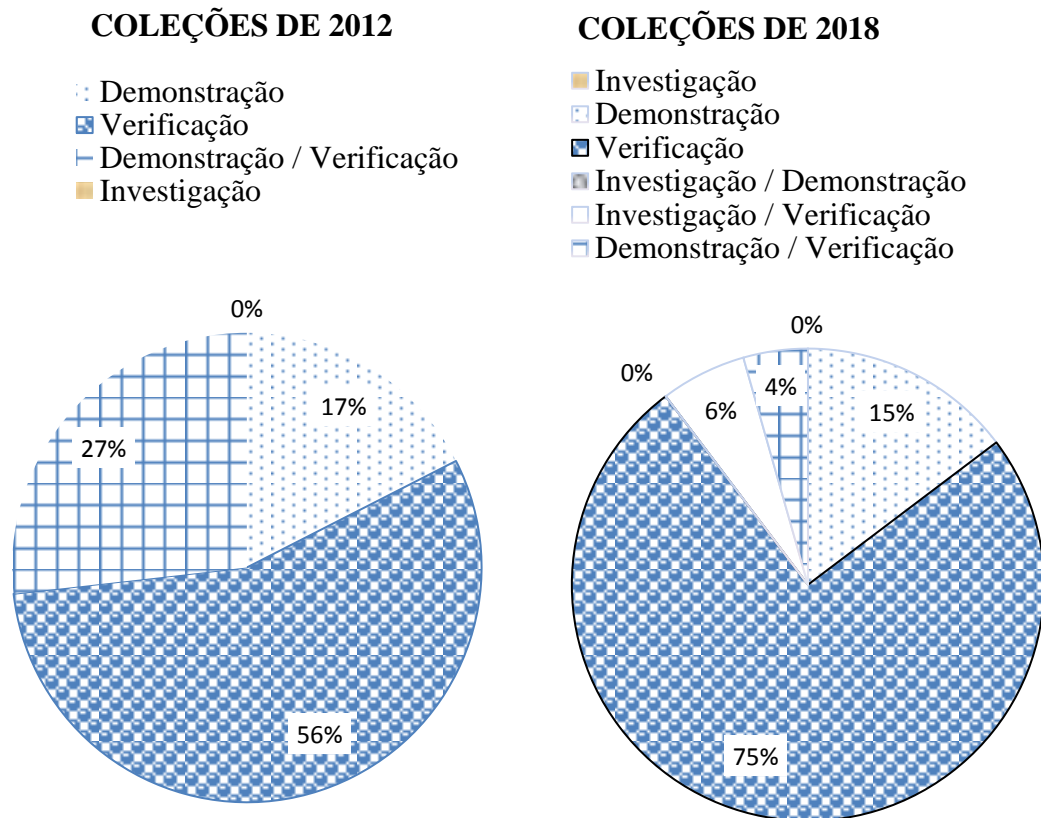 COLEÇÕES DE 2012
Demonstração
Verificação
Demonstração / Verificação
Investigação
0%
17%
27%
56%
COLEÇÕES DE 2018
Investigação
Demonstração
Verificação
Investigação / Demonstração
Investigação / Verificação
Demonstração / Verificação
0%
0%
4%
6%
15%
75%